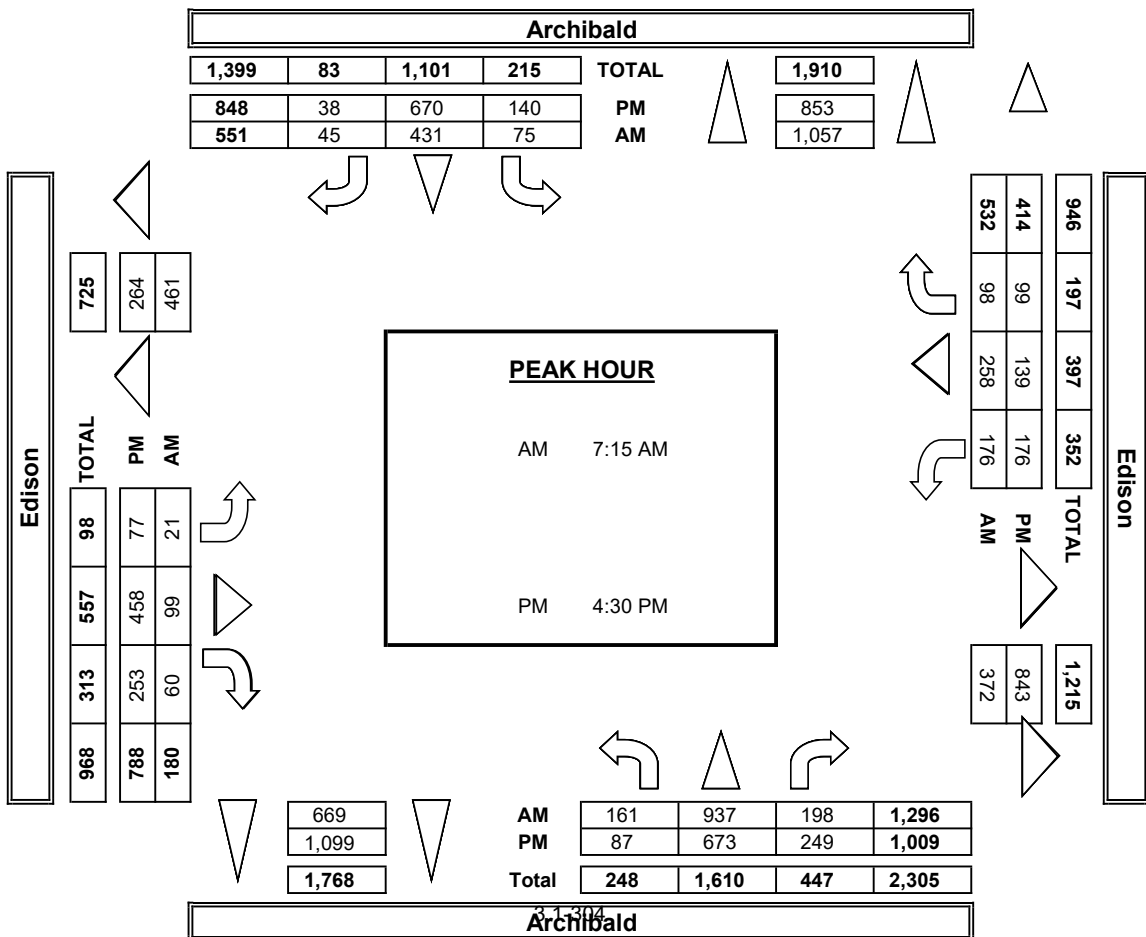 Archibald
1,399 83 1,101 215 TOTAL 1,910
848 38 670 140 PM 853
551 45 431 75 AM 1,057
Edison
725
264
461
TOTAL
PM
AM
98 557 313 968
77 458 253 788
21 99 60 180
PEAK HOUR
AM 7:15 AM
PM 4:30 PM
946 197 397 352 TOTAL
414 99 139 176 PM
532 98 258 176 AM
1,215
843
372
Edison
669 AM 161 937 198 1,296
1,099 PM 87 673 249 1,009
1,768 Total 248 1,610 447 2,305
3.1-304
Archibald